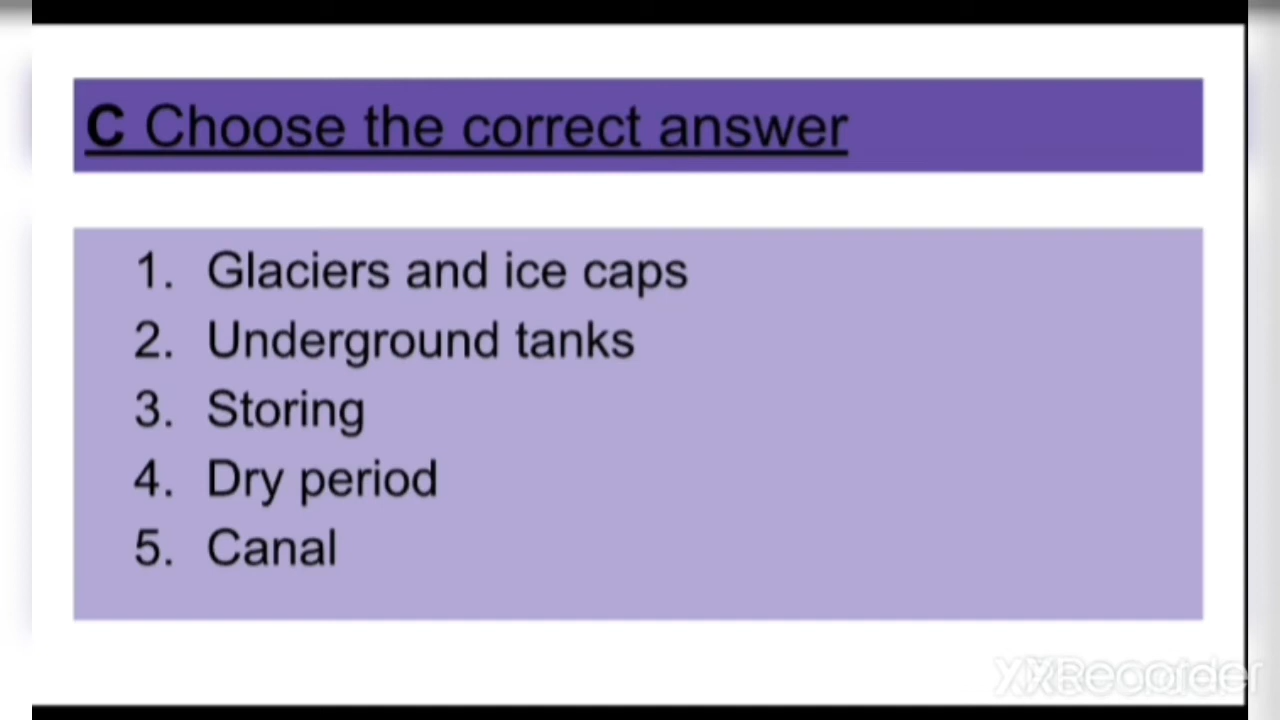 C Choose the correct answer
1. Glaciers and ice caps
2. Underground tanks
3. Storing
4. Dry period
5. Canal
XXRecorder